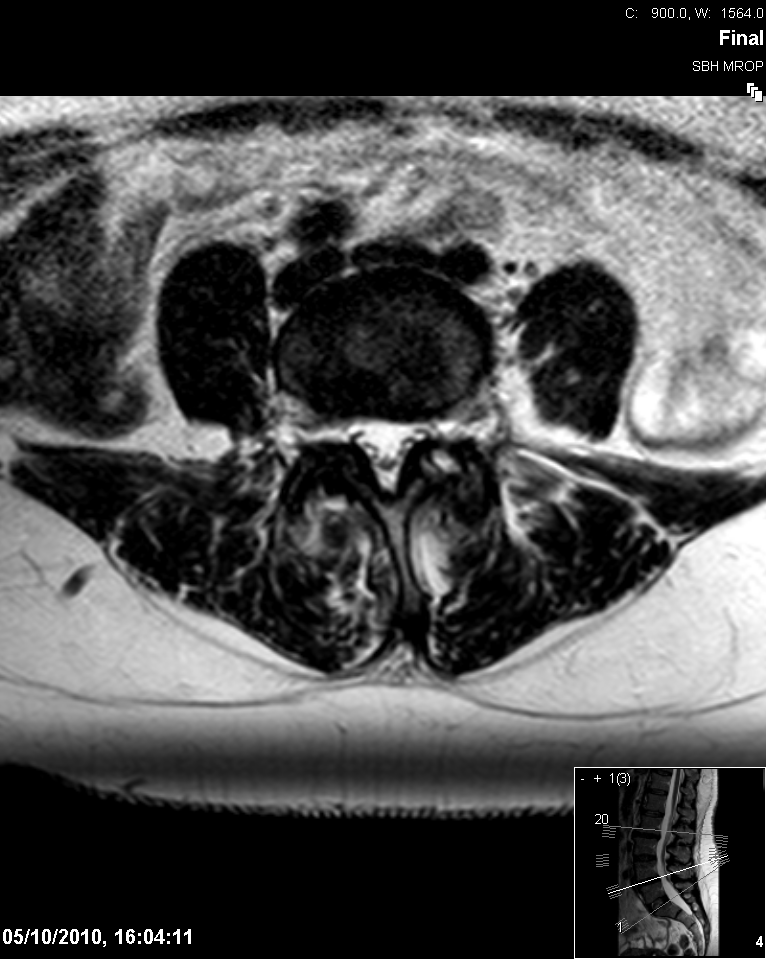 C: 900.0, W: 1564.0
Final
SBH MROP
- + 1(3)
20
1
05/10/2010, 16:04:11
4